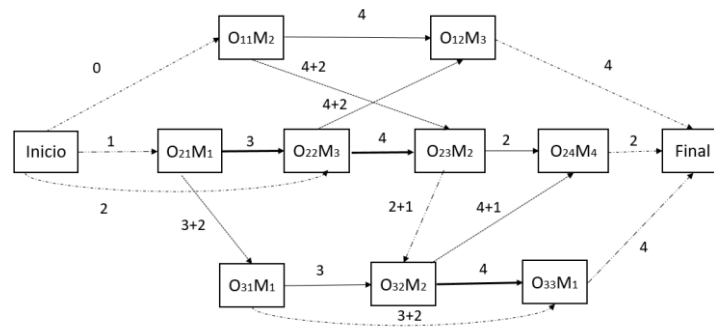 4
O₁₁M₂
O₁₂M₃
0
4+2
4+2
4
Inicio
1
O₂₁M₁
3
O₂₂M₃
4
O₂₃M₂
2
O₂₄M₄
2
Final
2
3+2
2+1
4+1
4
O₃₁M₁
3
O₃₂M₂
4
O₃₃M₁
3+2